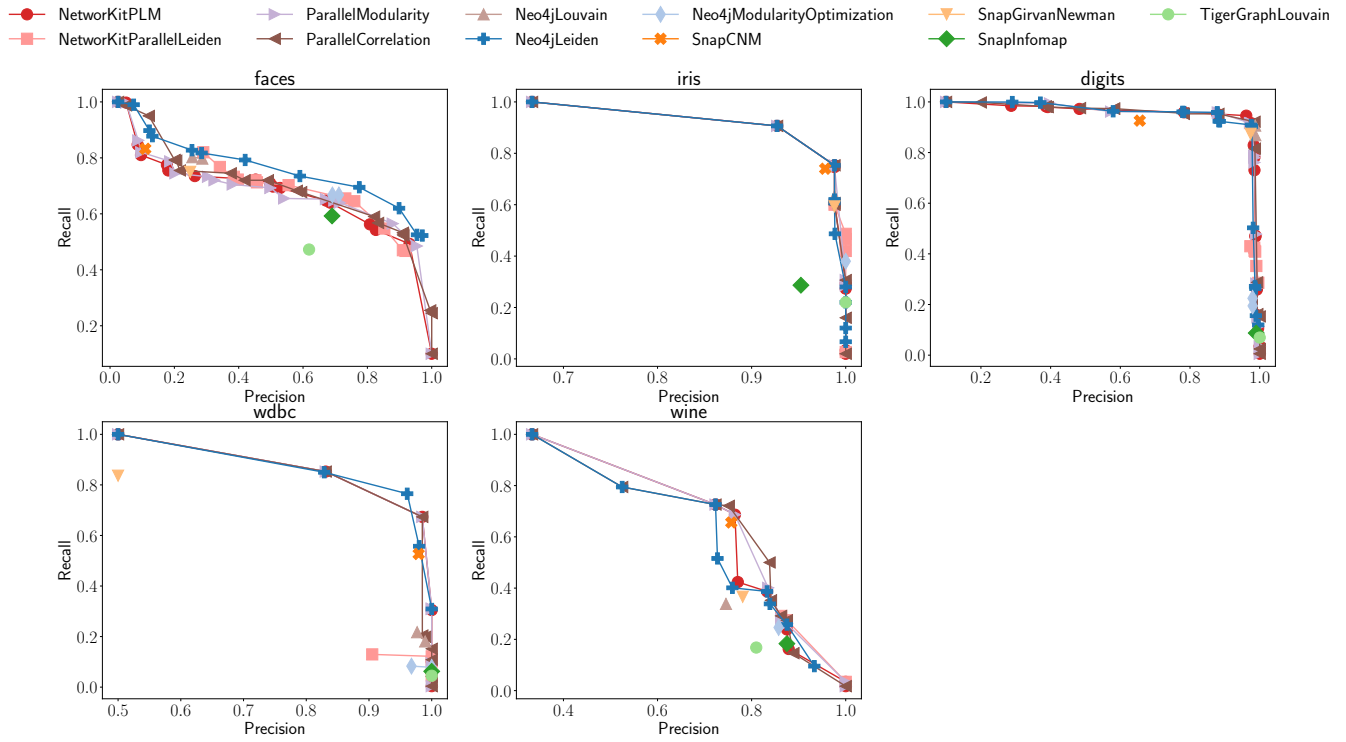 NetworKitPLM ParallelModularity Neo4jLouvain Neo4jModularityOptimization SnapGirvanNewman TigerGraphLouvain
NetworKitParallelLeiden ParallelCorrelation Neo4jLeiden SnapCNM SnapInfomap
faces
1.0
0.8
0.6
0.4
0.2
Recall
0.0 0.2 0.4 0.6 0.8 1.0
Precision
iris
1.0
0.8
0.6
0.4
0.2
0.0
Recall
0.7 0.8 0.9 1.0
Precision
digits
1.0
0.8
0.6
0.4
0.2
0.0
Recall
0.2 0.4 0.6 0.8 1.0
Precision
wdbc
1.0
0.8
0.6
0.4
0.2
0.0
Recall
0.5 0.6 0.7 0.8 0.9 1.0
Precision
wine
1.0
0.8
0.6
0.4
0.2
0.0
Recall
0.4 0.6 0.8 1.0
Precision